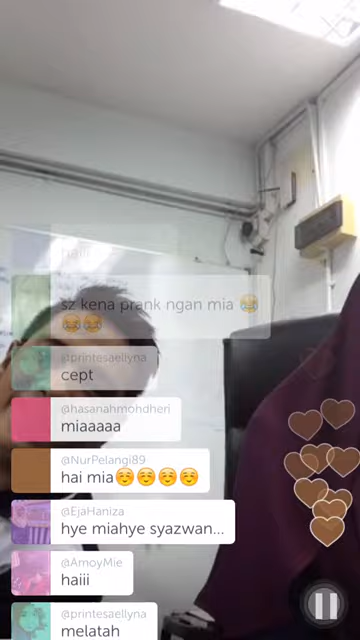 haiii
sz kena prank ngan mia 😂
😂😂
@printesaellyna
cept
@hasanahmohdheri
miaaaaa
@NurPelangi89
hai mia☺️☺️☺️☺️
@EjaHaniza
hye miahye syazwan...
@AmoyMie
haiii
@printesaellyna
melatah